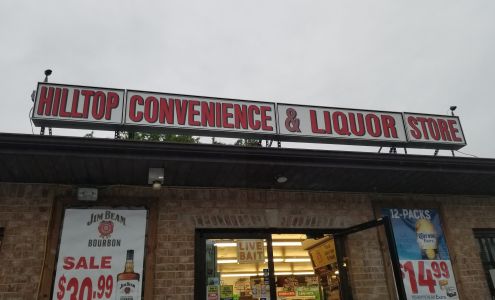 HILLTOP CONVENIENCE & LIQUOR STORE
JIM BEAM
BOURBON
SALE
$30.99
LIVE
BAIT
12-PACKS
$14.99